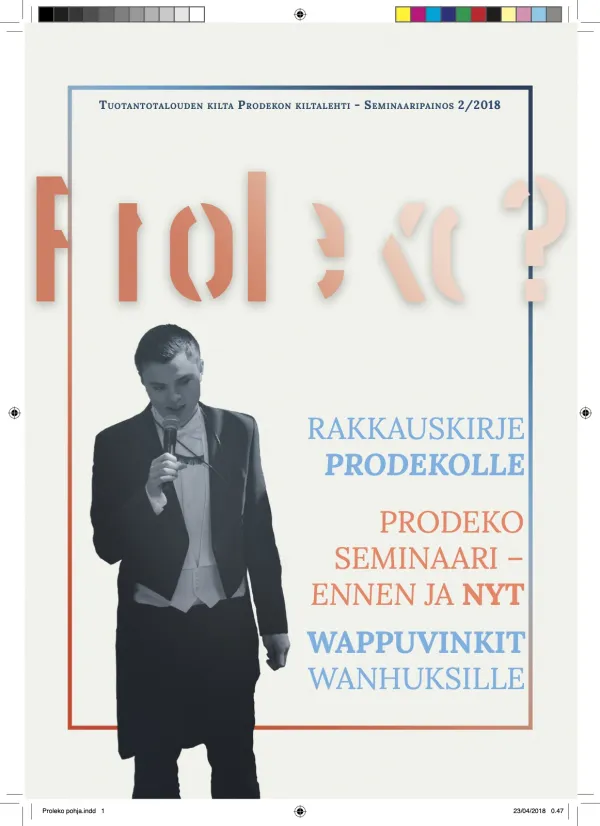 Tuotantotalouden kilta Prodekon kiltalehti – Seminaaripainos 2/2018
Proleko?
RAKKAUSKIRJE
PRODEKOLLE
PRODEKO
SEMINAARI –
ENNEN JA NYT
WAPPUVINKIT
WANHUKSILLE
Proleko pohja.indd 1
23/04/2018 0.47